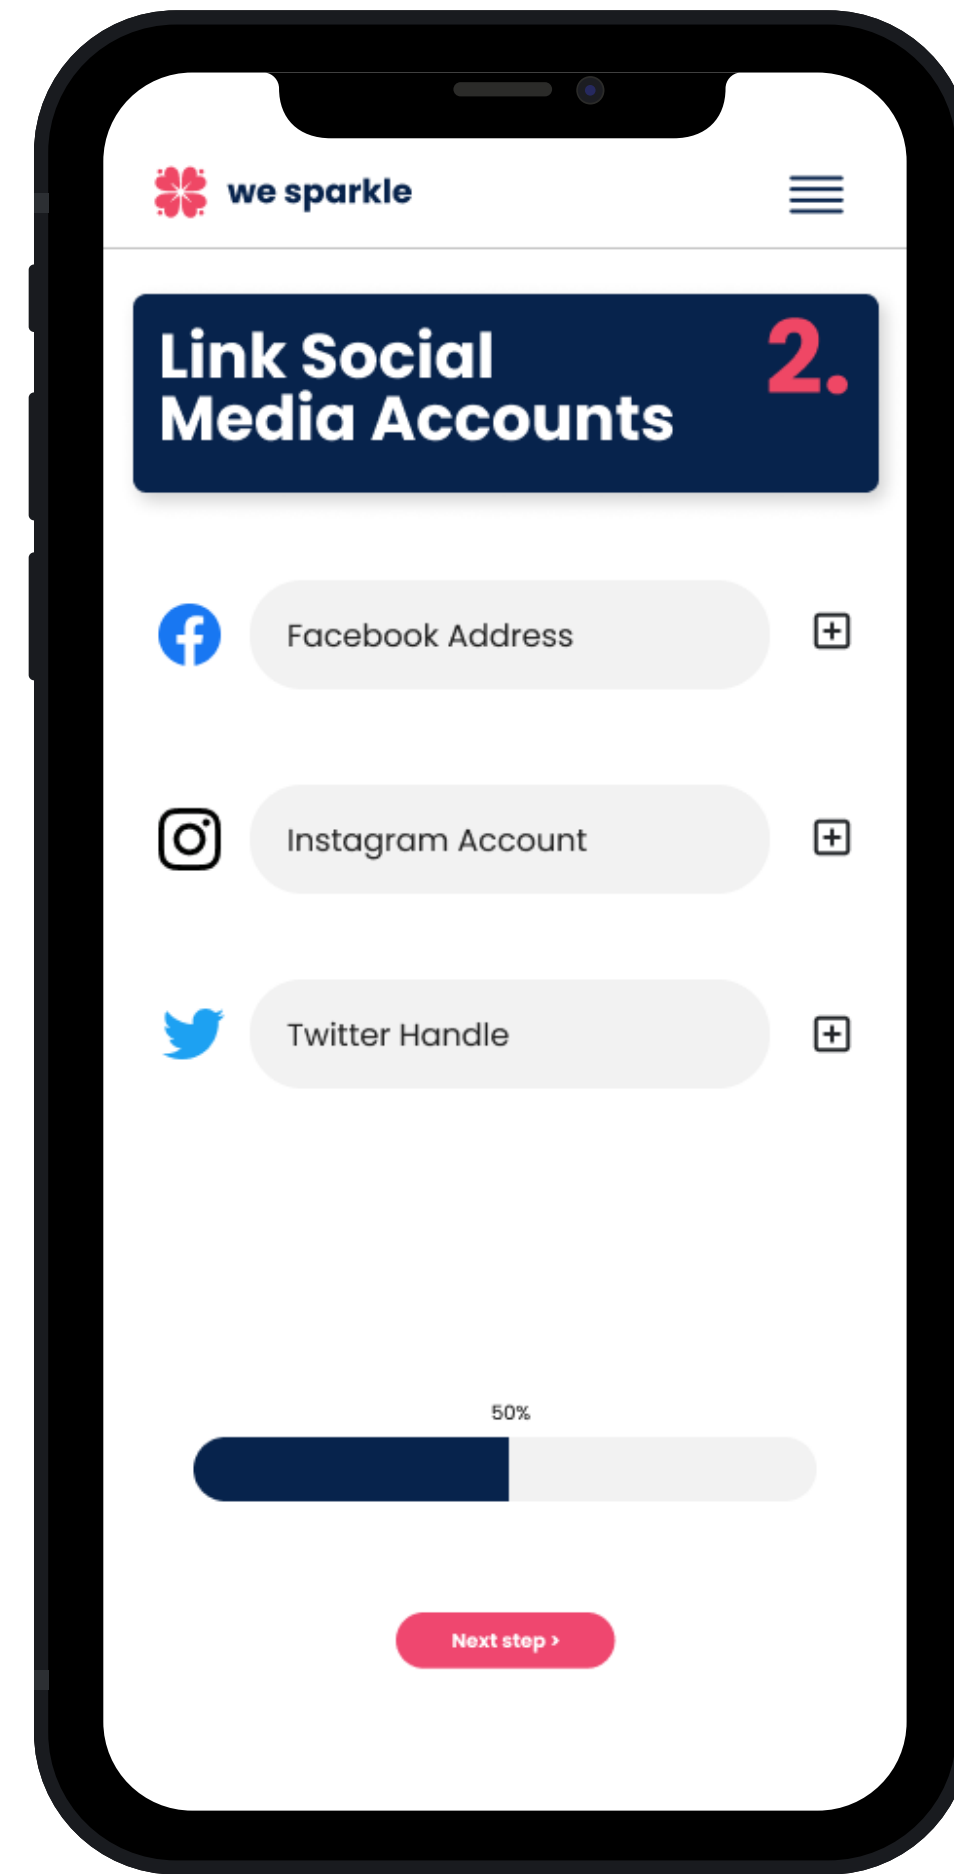 we sparkle
Link Social
2.
Media Accounts
Facebook Address
Instagram Account
Twitter Handle
50%
Next step >